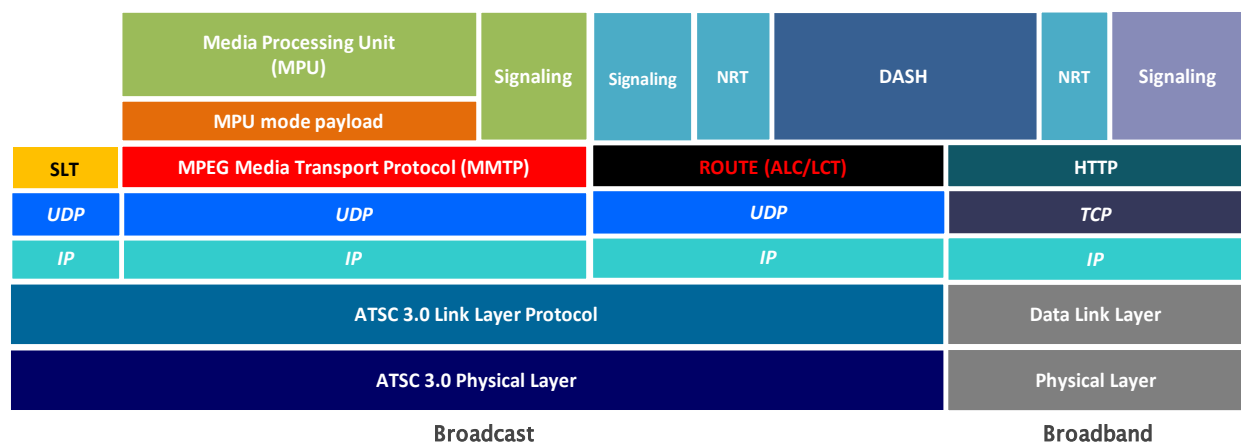 Media Processing Unit
(MPU)
Signaling
Signaling
NRT
DASH
NRT
Signaling
MPU mode payload
SLT
MPEG Media Transport Protocol (MMTP)
ROUTE (ALC/LCT)
HTTP
UDP
UDP
UDP
TCP
IP
IP
IP
IP
ATSC 3.0 Link Layer Protocol
Data Link Layer
ATSC 3.0 Physical Layer
Physical Layer
Broadcast
Broadband